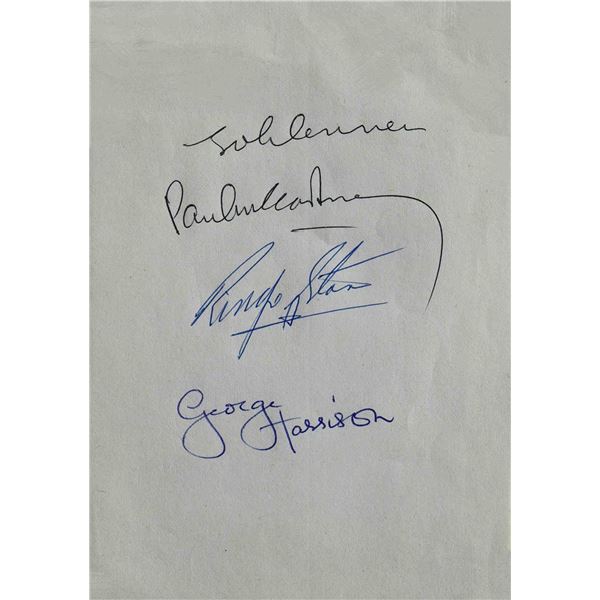 John Lennon
Paul McCartney
Ringo Starr
George Harrison